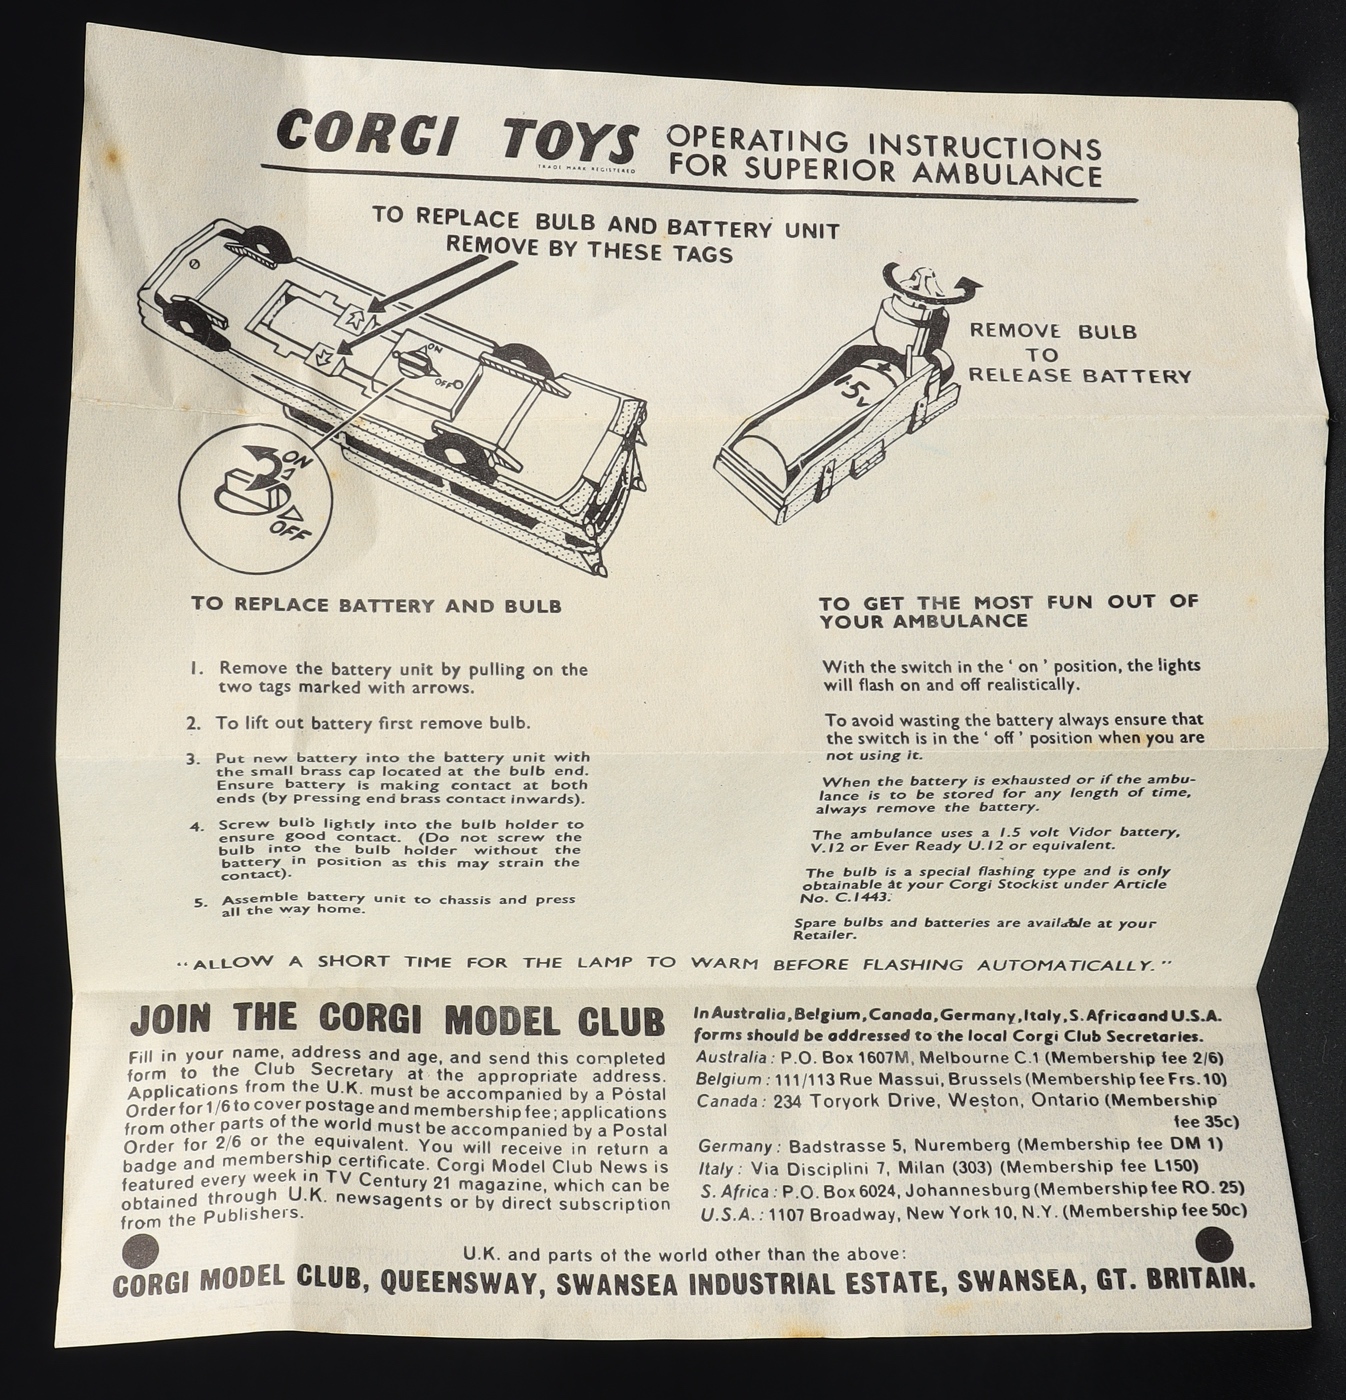 CORGI TOYS
TRADE MARK REGISTERED
OPERATING INSTRUCTIONS
FOR SUPERIOR AMBULANCE
TO REPLACE BULB AND BATTERY UNIT
REMOVE BY THESE TAGS
ON
OFF
ON
OFF
1.5V
REMOVE BULB
TO
RELEASE BATTERY
TO REPLACE BATTERY AND BULB
1. Remove the battery unit by pulling on the
two tags marked with arrows.
2. To lift out battery first remove bulb.
3. Put new battery into the battery unit with
the small brass cap located at the bulb end.
Ensure battery is making contact at both
ends (by pressing end brass contact inwards).
4. Screw bulb lightly into the bulb holder to
ensure good contact. (Do not screw the
bulb into the bulb holder without the
battery in position as this may strain the
contact).
5. Assemble battery unit to chassis and press
all the way home.
TO GET THE MOST FUN OUT OF
YOUR AMBULANCE
With the switch in the ' on ' position, the lights
will flash on and off realistically.
To avoid wasting the battery always ensure that
the switch is in the ' off ' position when you are
not using it.
When the battery is exhausted or if the ambu-
lance is to be stored for any length of time,
always remove the battery.
The ambulance uses a 1.5 volt Vidor battery,
V.12 or Ever Ready U.12 or equivalent.
The bulb is a special flashing type and is only
obtainable at your Corgi Stockist under Article
No. C.1443.
Spare bulbs and batteries are available at your
Retailer.
"ALLOW A SHORT TIME FOR THE LAMP TO WARM BEFORE FLASHING AUTOMATICALLY."
JOIN THE CORGI MODEL CLUB
Fill in your name, address and age, and send this completed
form to the Club Secretary at the appropriate address.
Applications from the U.K. must be accompanied by a Postal
Order for 1/6 to cover postage and membership fee; applications
from other parts of the world must be accompanied by a Postal
Order for 2/6 or the equivalent. You will receive in return a
badge and membership certificate. Corgi Model Club News is
featured every week in TV Century 21 magazine, which can be
obtained through U.K. newsagents or by direct subscription
from the Publishers.
In Australia, Belgium, Canada, Germany, Italy, S. Africa and U.S.A.
forms should be addressed to the local Corgi Club Secretaries.
Australia : P.O. Box 1607M, Melbourne C.1 (Membership fee 2/6)
Belgium : 111/113 Rue Massui, Brussels (Membership fee Frs. 10)
Canada : 234 Toryork Drive, Weston, Ontario (Membership
fee 35c)
Germany : Badstrasse 5, Nuremberg (Membership fee DM 1)
Italy : Via Disciplini 7, Milan (303) (Membership fee L150)
S. Africa : P.O. Box 6024, Johannesburg (Membership fee RO. 25)
U.S.A. : 1107 Broadway, New York 10, N.Y. (Membership fee 50c)
U.K. and parts of the world other than the above:
CORGI MODEL CLUB, QUEENSWAY, SWANSEA INDUSTRIAL ESTATE, SWANSEA, GT. BRITAIN.